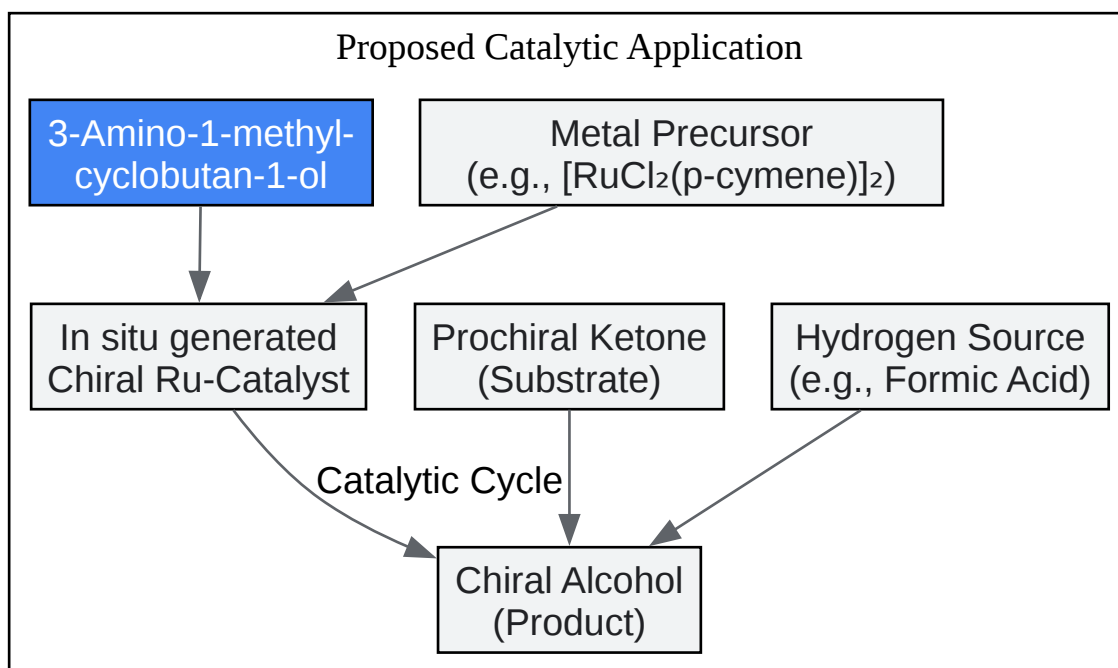 Proposed Catalytic Application
3-Amino-1-methyl-
cyclobutan-1-ol
Metal Precursor
(e.g., [RuCl₂(p-cymene)]₂)
In situ generated
Chiral Ru-Catalyst
Prochiral Ketone
(Substrate)
Hydrogen Source
(e.g., Formic Acid)
Catalytic Cycle
Chiral Alcohol
(Product)